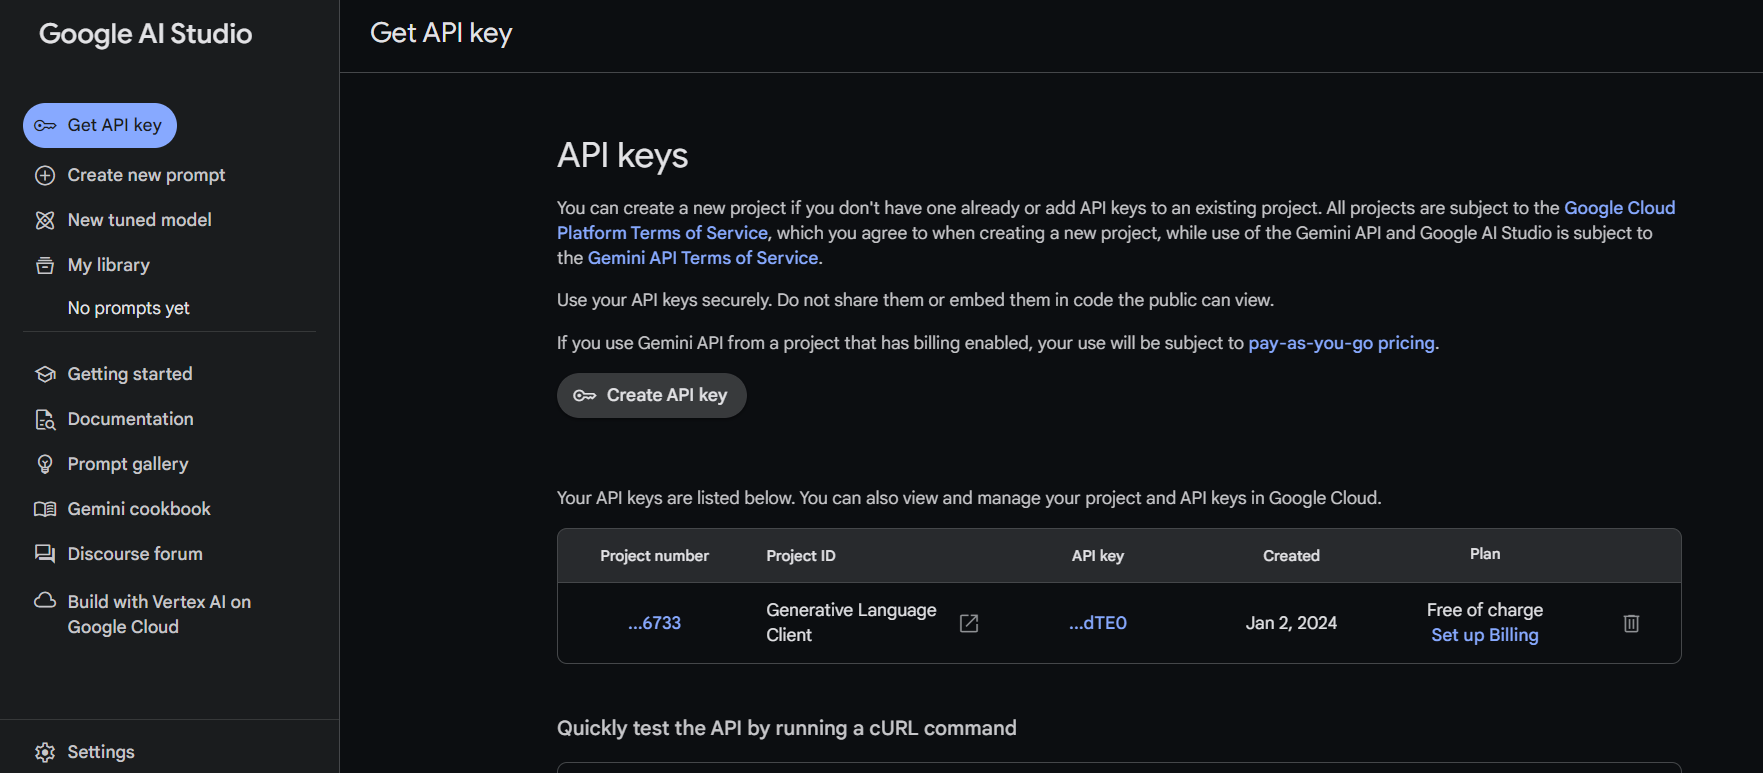 Google AI Studio
Get API key
Create new prompt
New tuned model
My library
No prompts yet
Getting started
Documentation
Prompt gallery
Gemini cookbook
Discourse forum
Build with Vertex AI on
Google Cloud
Settings
Get API key
API keys
You can create a new project if you don't have one already or add API keys to an existing project. All projects are subject to the Google Cloud
Platform Terms of Service, which you agree to when creating a new project, while use of the Gemini API and Google AI Studio is subject to
the Gemini API Terms of Service.
Use your API keys securely. Do not share them or embed them in code the public can view.
If you use Gemini API from a project that has billing enabled, your use will be subject to pay-as-you-go pricing.
Create API key
Your API keys are listed below. You can also view and manage your project and API keys in Google Cloud.
Project number Project ID API key Created Plan
...6733 Generative Language Client ...dTE0 Jan 2, 2024 Free of charge
Set up Billing
Quickly test the API by running a cURL command